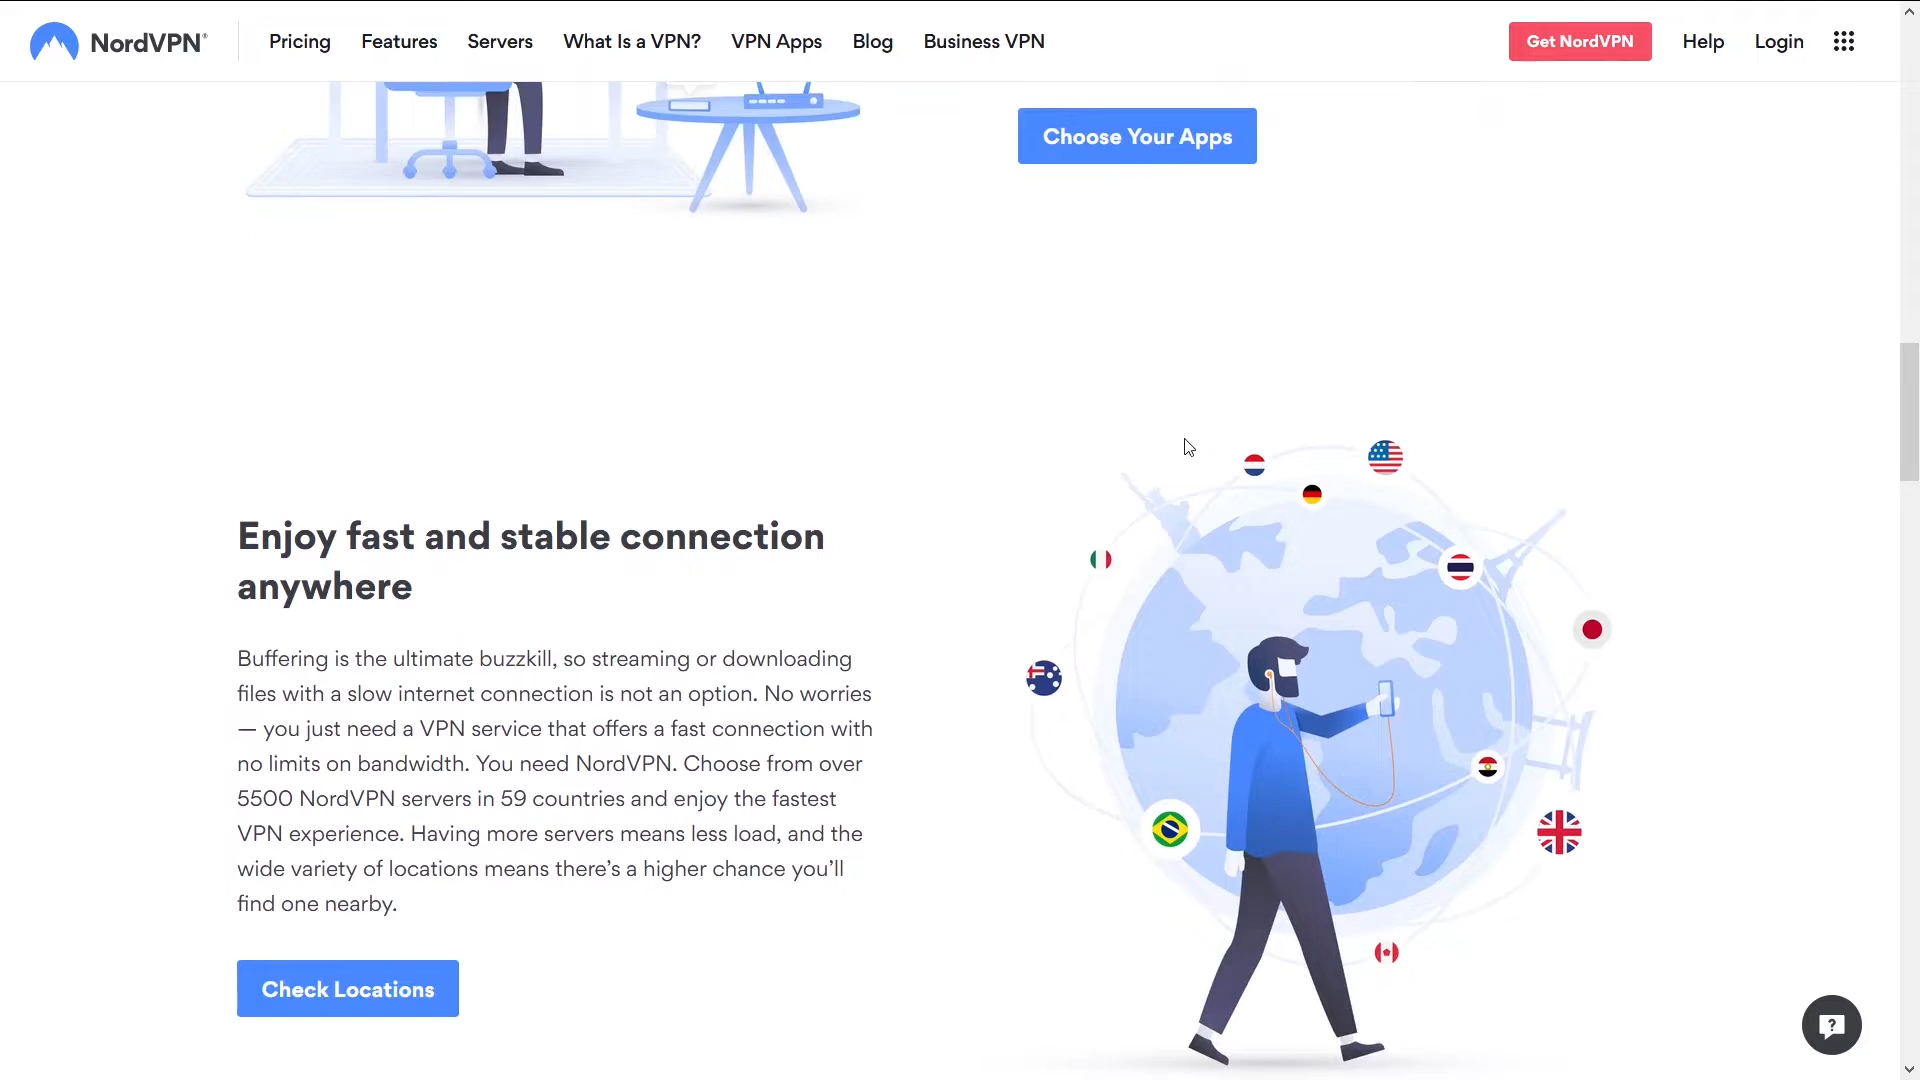 NordVPN®
Pricing
Features
Servers
What Is a VPN?
VPN Apps
Blog
Business VPN
Get NordVPN
Help
Login
Choose Your Apps
Enjoy fast and stable connection
anywhere
Buffering is the ultimate buzzkill, so streaming or downloading
files with a slow internet connection is not an option. No worries
— you just need a VPN service that offers a fast connection with
no limits on bandwidth. You need NordVPN. Choose from over
5500 NordVPN servers in 59 countries and enjoy the fastest
VPN experience. Having more servers means less load, and the
wide variety of locations means there’s a higher chance you’ll
find one nearby.
Check Locations
?